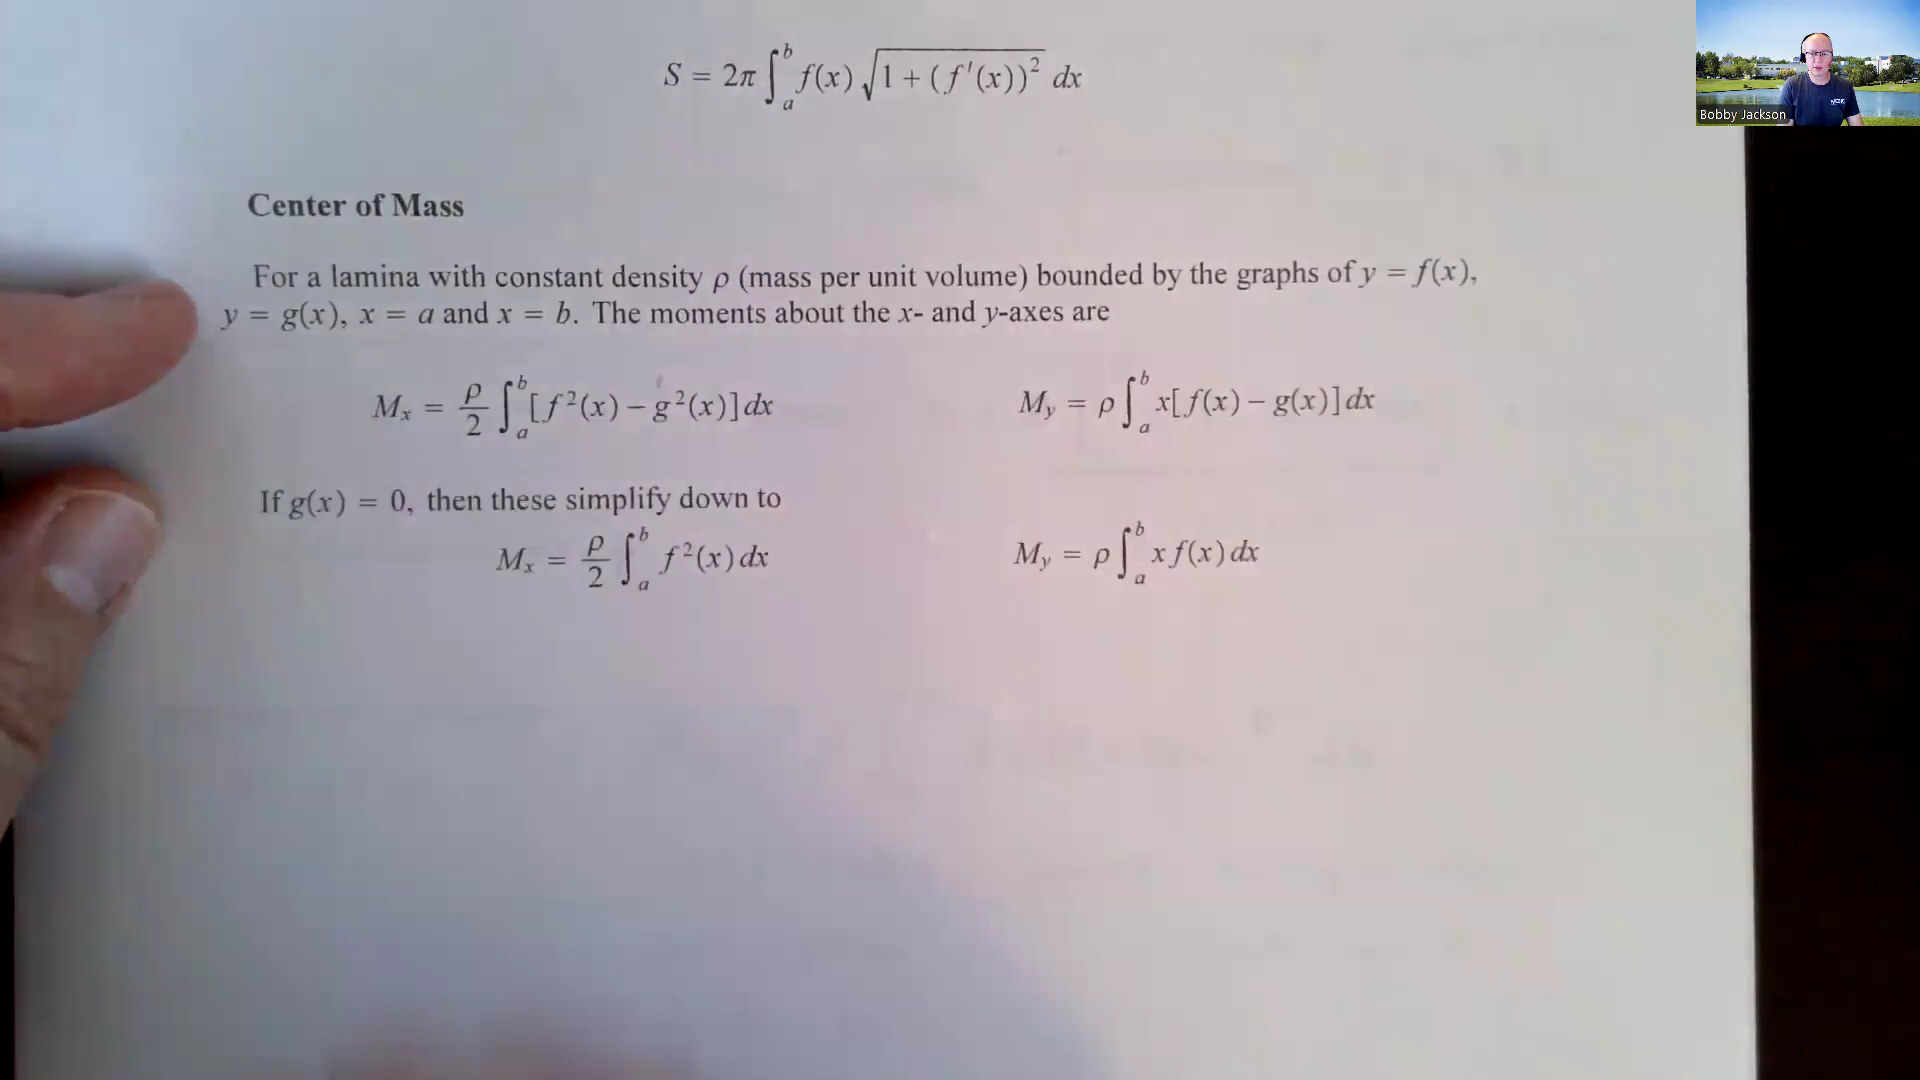 S = 2π ∫_a^b f(x) √(1 + (f'(x))²) dx
Bobby Jackson
Center of Mass
For a lamina with constant density ρ (mass per unit volume) bounded by the graphs of y = f(x),
y = g(x), x = a and x = b. The moments about the x- and y-axes are
M_x = ρ/2 ∫_a^b [f²(x) − g²(x)] dx    M_y = ρ ∫_a^b x[f(x) − g(x)] dx
If g(x) = 0, then these simplify down to
M_x = ρ/2 ∫_a^b f²(x) dx    M_y = ρ ∫_a^b x f(x) dx